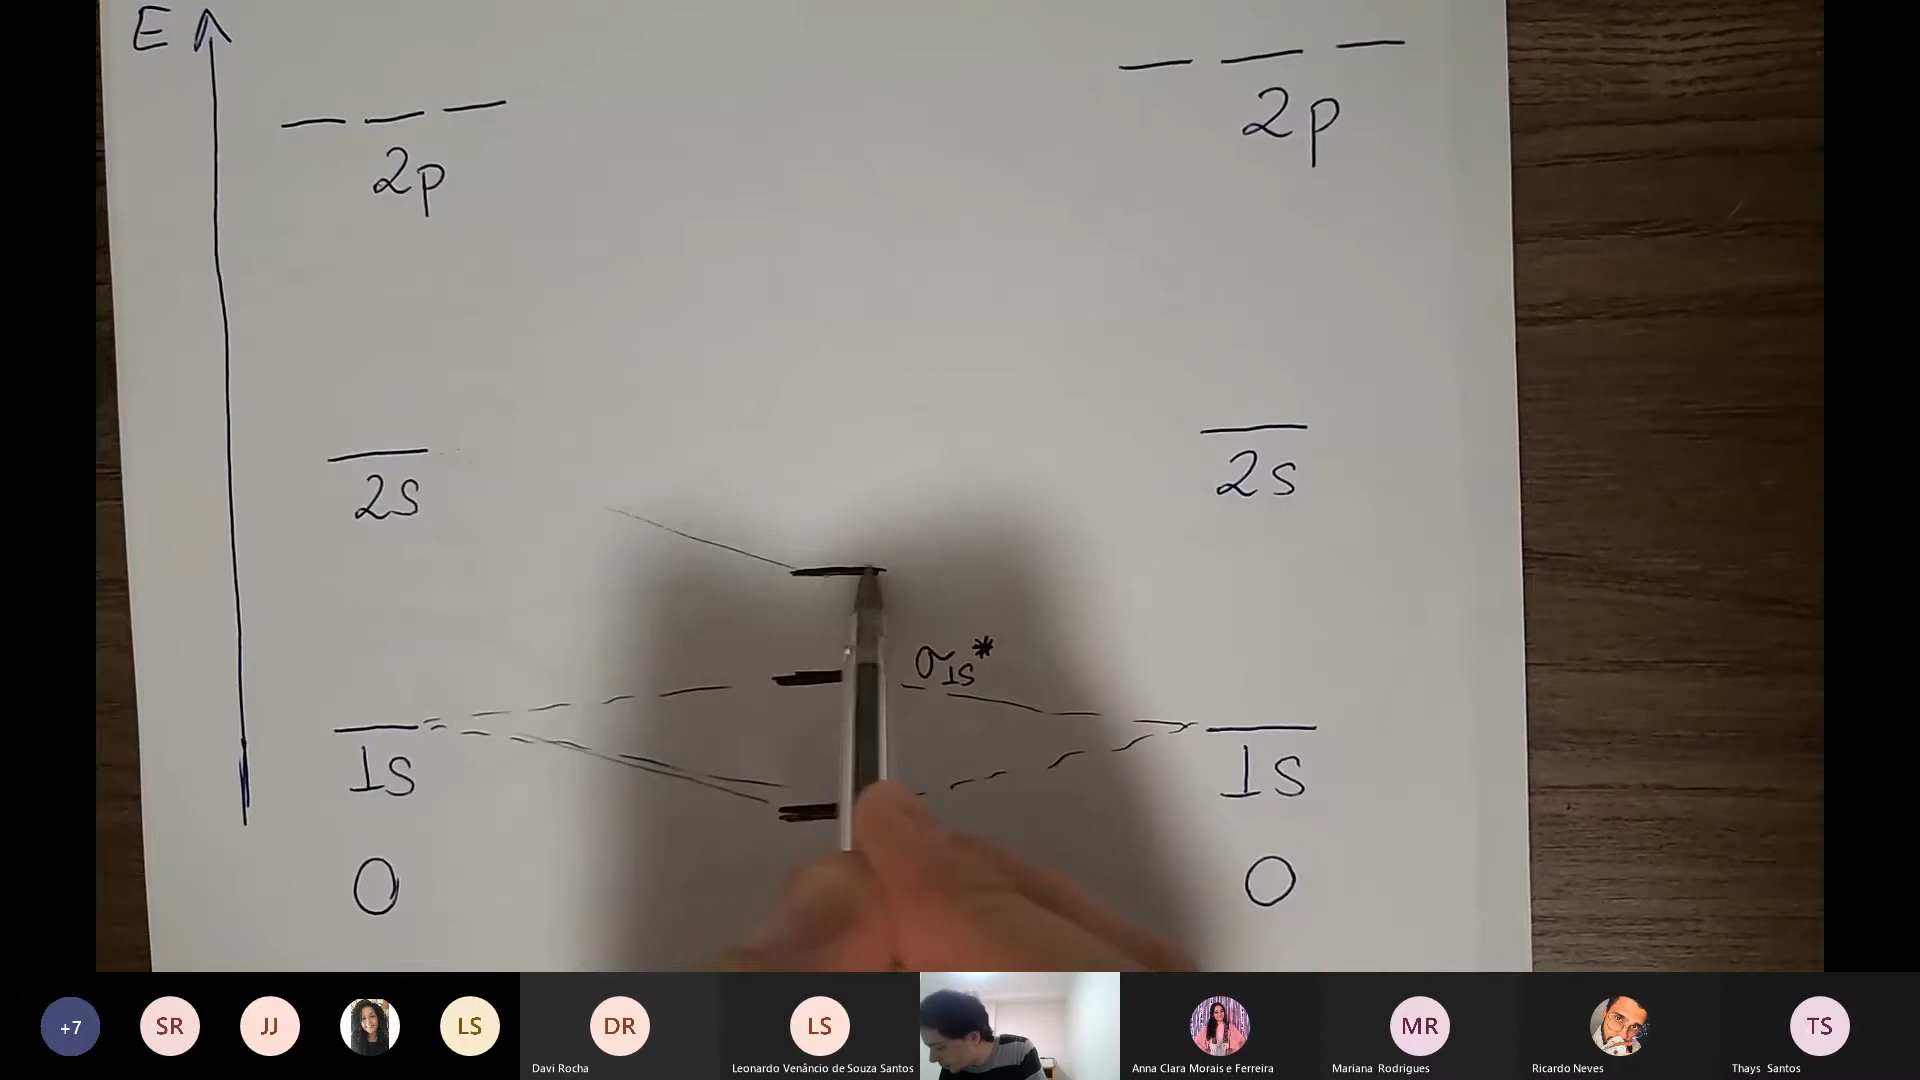 E
2p
2p
2s
2s
σ1s*
1s
1s
O
O
+7
SR
JJ
LS
DR
LS
MR
TS
Davi Rocha
Leonardo Venâncio de Souza Santos
Anna Clara Morais e Ferreira
Mariana Rodrigues
Ricardo Neves
Thays Santos